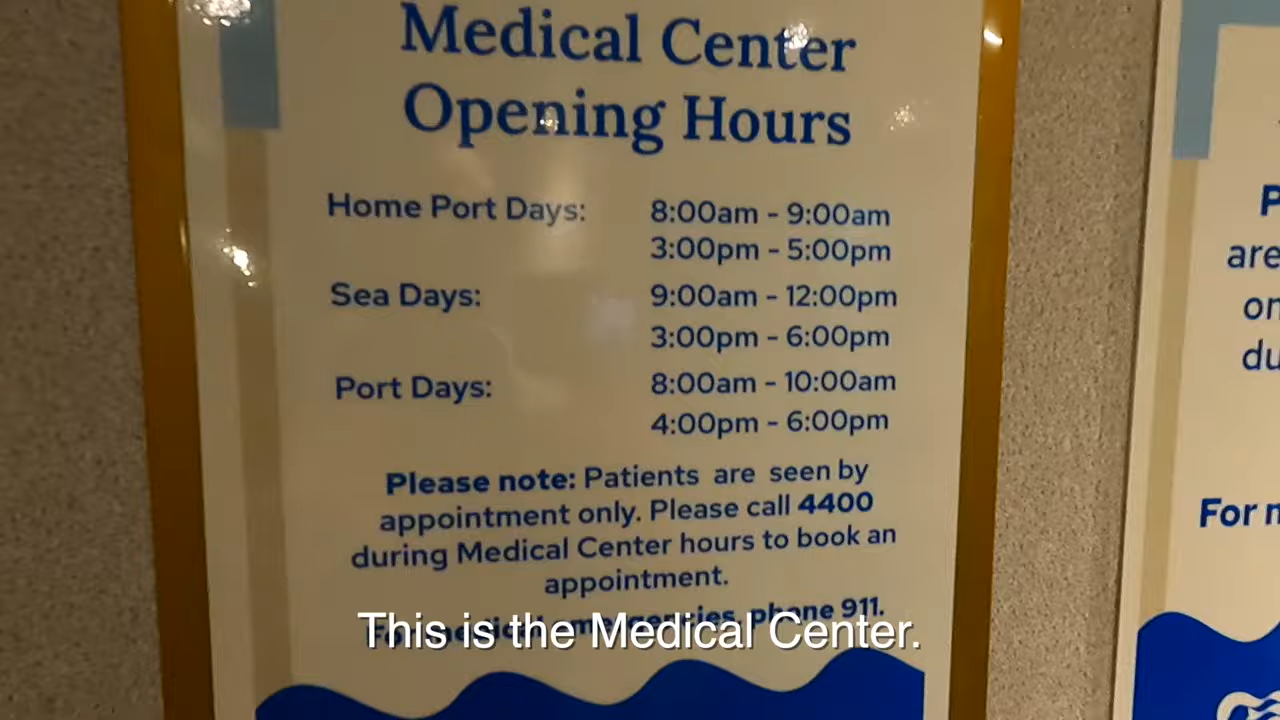 Medical Center
Opening Hours
Home Port Days: 8:00am - 9:00am
3:00pm - 5:00pm
Sea Days: 9:00am - 12:00pm
3:00pm - 6:00pm
Port Days: 8:00am - 10:00am
4:00pm - 6:00pm
Please note: Patients are seen by
appointment only. Please call 4400
during Medical Center hours to book an
appointment.
For medical emergencies, phone 911.
This is the Medical Center.
are
For